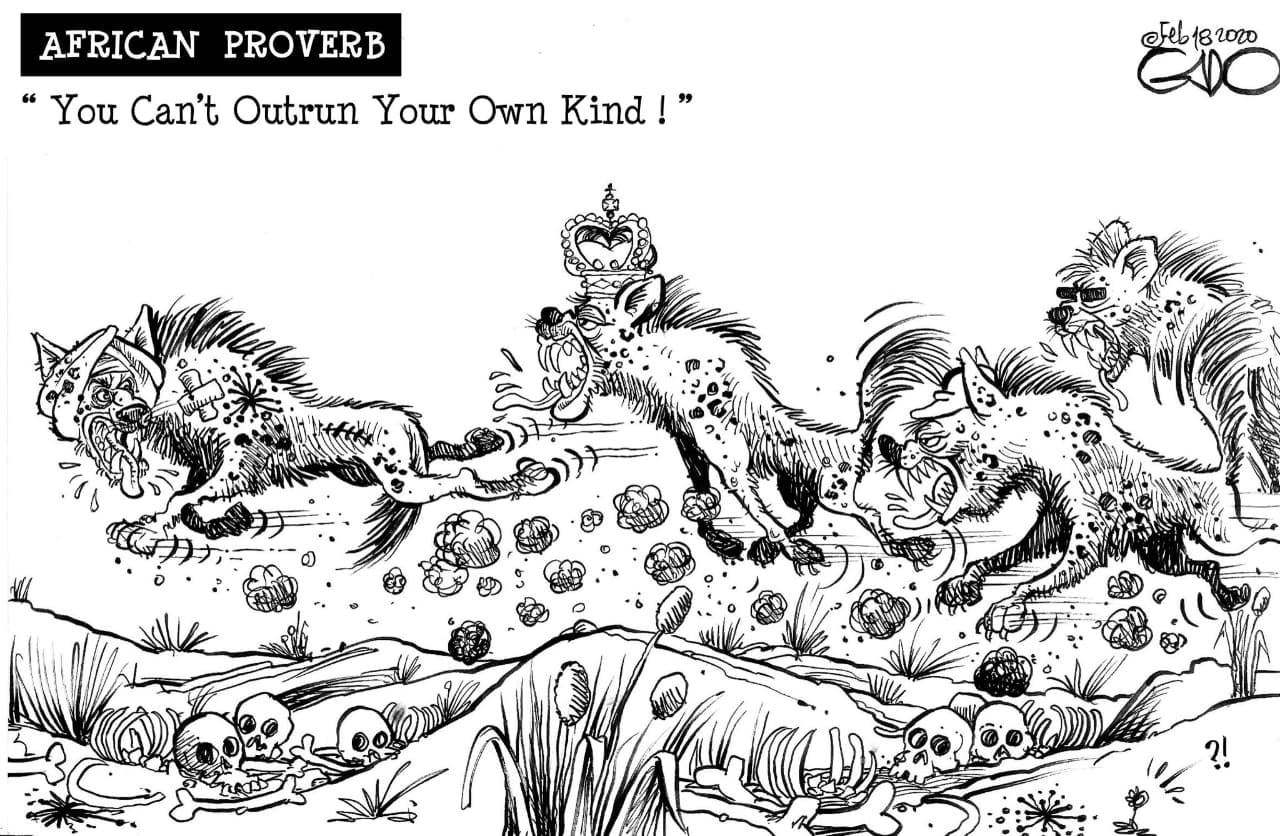 AFRICAN PROVERB
“ You Can’t Outrun Your Own Kind ! ”
©Feb 18 2020
GADO
?!